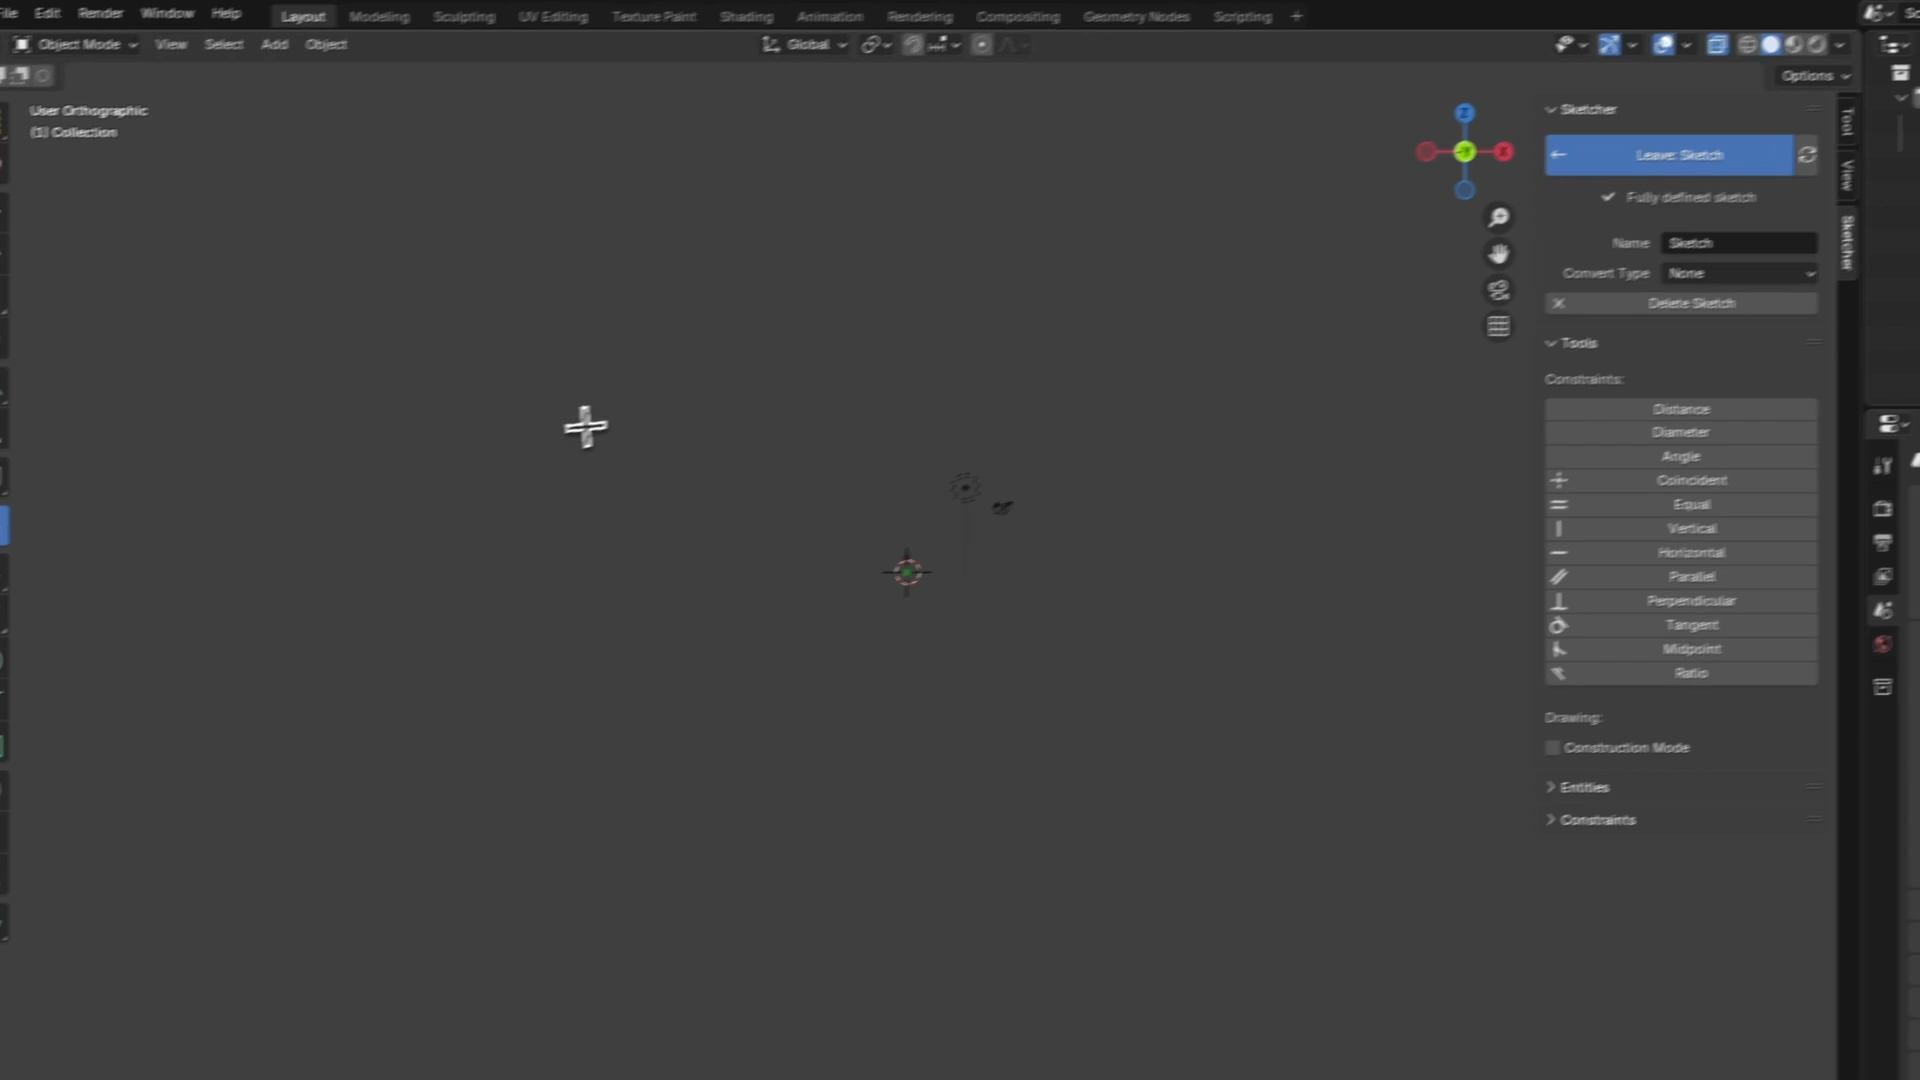 File Edit Render Window Help Layout Modeling Sculpting UV Editing Texture Paint Shading Animation Rendering Compositing Geometry Nodes Scripting +
Object Mode View Select Add Object Global
Options
User Orthographic
(1) Collection
Z
X
Sketcher
Leave: Sketch
Fully defined sketch
Name Sketch
Convert Type None
Delete Sketch
Tools
Constraints:
Distance
Diameter
Angle
Coincident
Equal
Vertical
Horizontal
Parallel
Perpendicular
Tangent
Midpoint
Ratio
Drawing:
Construction Mode
Entities
Constraints
Tool
View
Sketcher